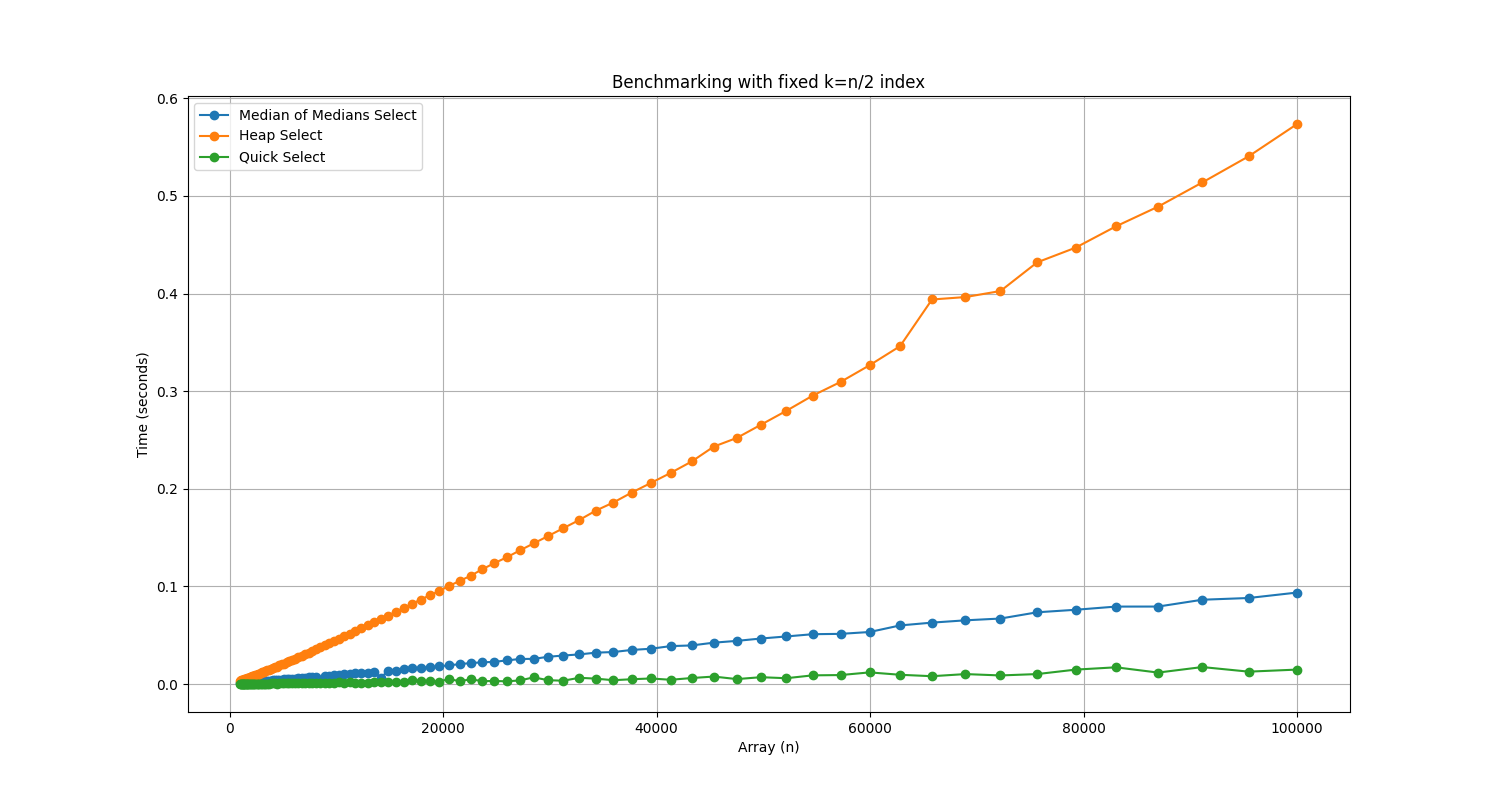 Benchmarking with fixed k=n/2 index
Median of Medians Select
Heap Select
Quick Select
Time (seconds)
0.6
0.5
0.4
0.3
0.2
0.1
0.0
0 20000 40000 60000 80000 100000
Array (n)